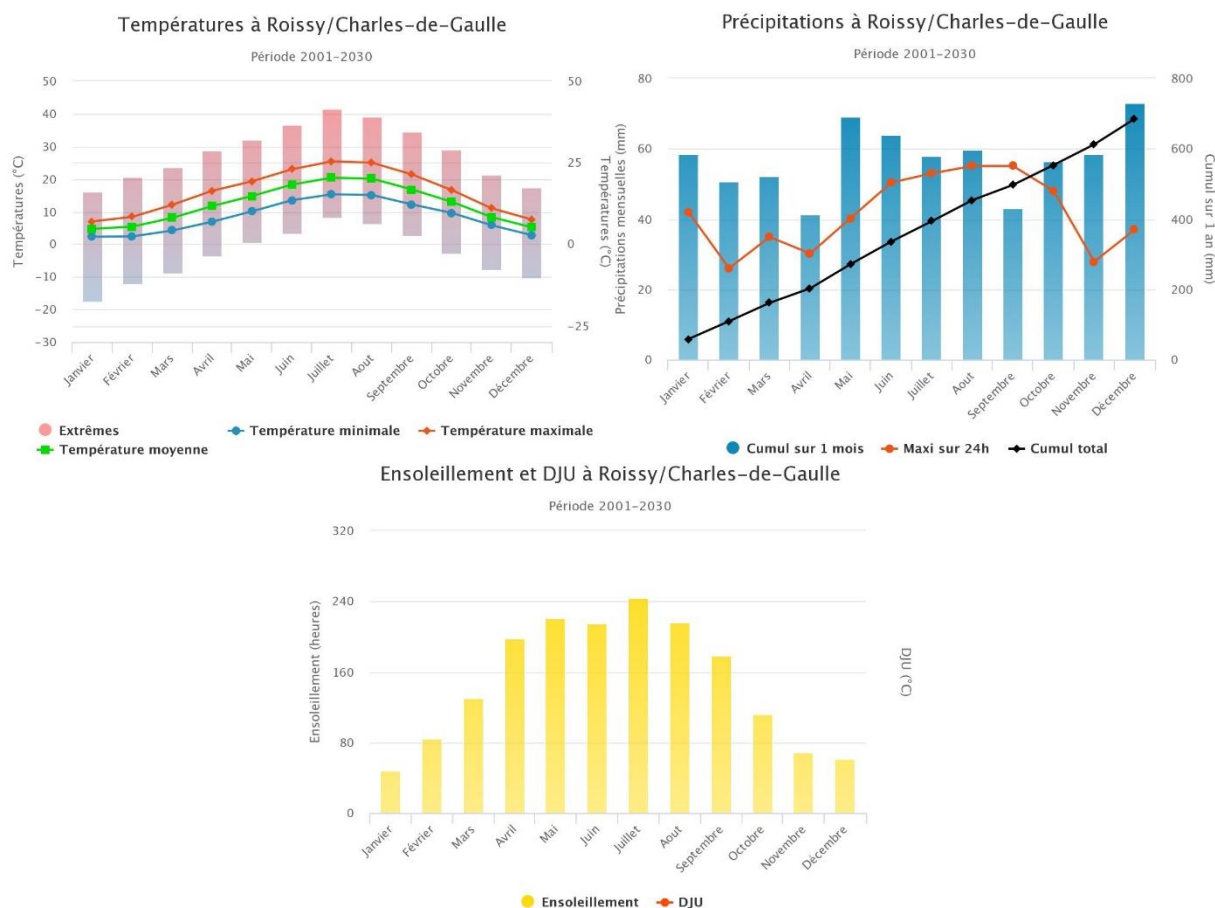 Températures à Roissy/Charles-de-Gaulle
Période 2001-2030
Températures (°C)
50
40
30
20
10
0
−10
−20
−30
50
25
0
−25
Températures (°C)
Janvier
Février
Mars
Avril
Mai
Juin
Juillet
Aout
Septembre
Octobre
Novembre
Décembre
Extrêmes
Température minimale
Température maximale
Température moyenne
Précipitations à Roissy/Charles-de-Gaulle
Période 2001-2030
Précipitations mensuelles (mm)
80
60
40
20
0
800
600
400
200
0
Cumul sur 1 an (mm)
Janvier
Février
Mars
Avril
Mai
Juin
Juillet
Aout
Septembre
Octobre
Novembre
Décembre
Cumul sur 1 mois
Maxi sur 24h
Cumul total
Ensoleillement et DJU à Roissy/Charles-de-Gaulle
Période 2001-2030
Ensoleillement (heures)
320
240
160
80
0
DJU (°C)
Janvier
Février
Mars
Avril
Mai
Juin
Juillet
Aout
Septembre
Octobre
Novembre
Décembre
Ensoleillement
DJU